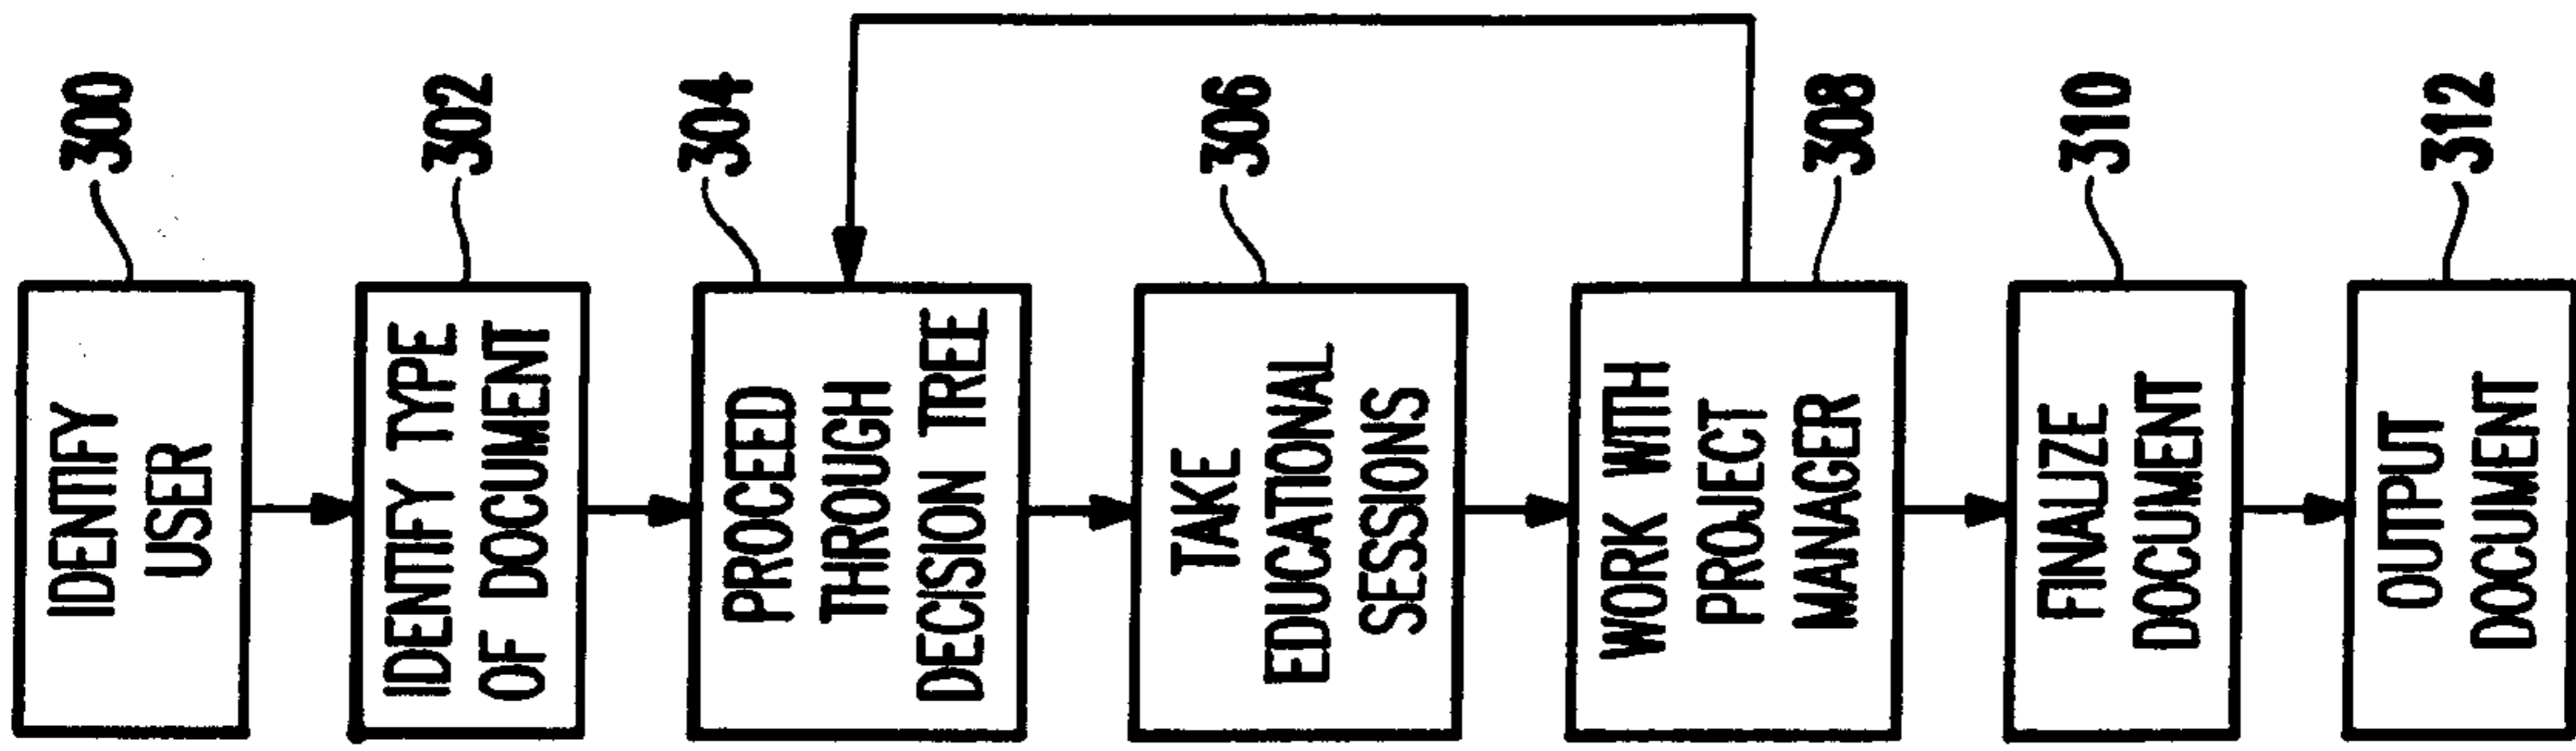 IDENTIFY
USER
300
IDENTIFY TYPE
OF DOCUMENT
302
PROCEED
THROUGH
DECISION TREE
304
TAKE
EDUCATIONAL
SESSIONS
306
WORK WITH
PROJECT
MANAGER
308
FINALIZE
DOCUMENT
310
OUTPUT
DOCUMENT
312